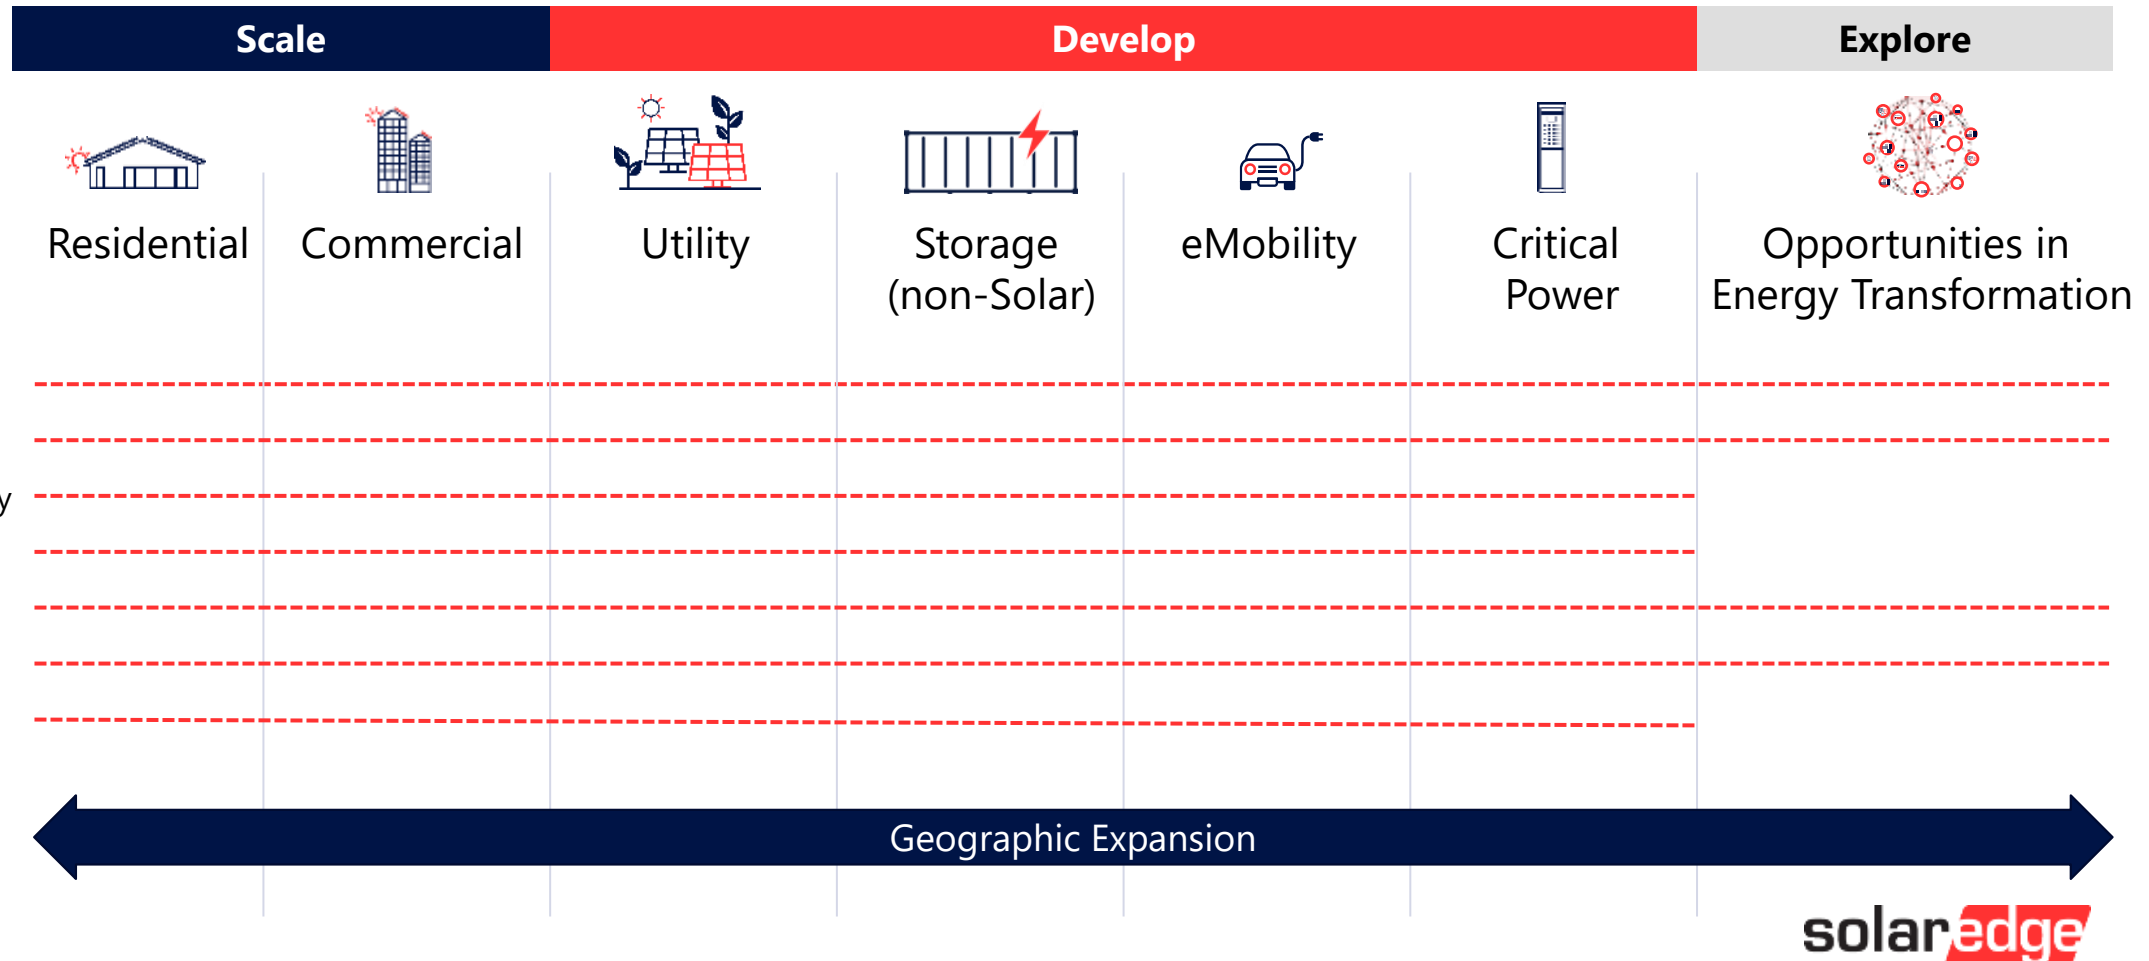 Scale Develop Explore
Residential Commercial Utility Storage eMobility Critical Opportunities in
(non-Solar) Power Energy Transformation
y
Geographic Expansion
solaredge